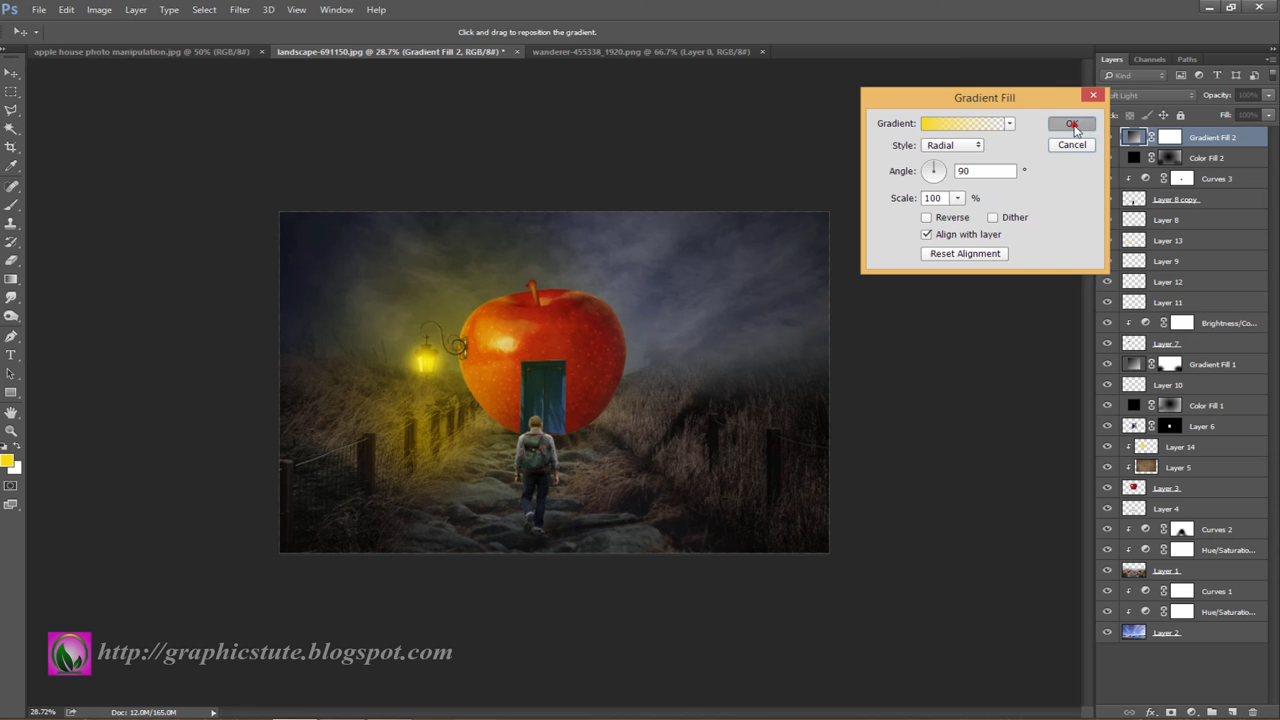 Ps File Edit Image Layer Type Select Filter 3D View Window Help
Click and drag to reposition the gradient.
apple house photo manipulation.jpg @ 50% (RGB/8#) × landscape-691150.jpg @ 28.7% (Gradient Fill 2, RGB/8#) * × wanderer-455338_1920.png @ 66.7% (Layer 0, RGB/8#) ×
Layers Channels Paths
Kind
Soft Light Opacity: 100%
Fill: 100%
Gradient Fill
Gradient: OK
Style: Radial Cancel
Angle: 90 °
Scale: 100 %
Reverse Dither
Align with layer
Reset Alignment
Gradient Fill 2
Color Fill 2
Curves 3
Layer 8 copy
Layer 8
Layer 13
Layer 9
Layer 12
Layer 11
Brightness/Co...
Layer 7
Gradient Fill 1
Layer 10
Color Fill 1
Layer 6
Layer 14
Layer 5
Layer 3
Layer 4
Curves 2
Hue/Saturatio...
Layer 1
Curves 1
Hue/Saturatio...
Layer 2
http://graphicstute.blogspot.com
28.72% Doc: 12.0M/165.0M